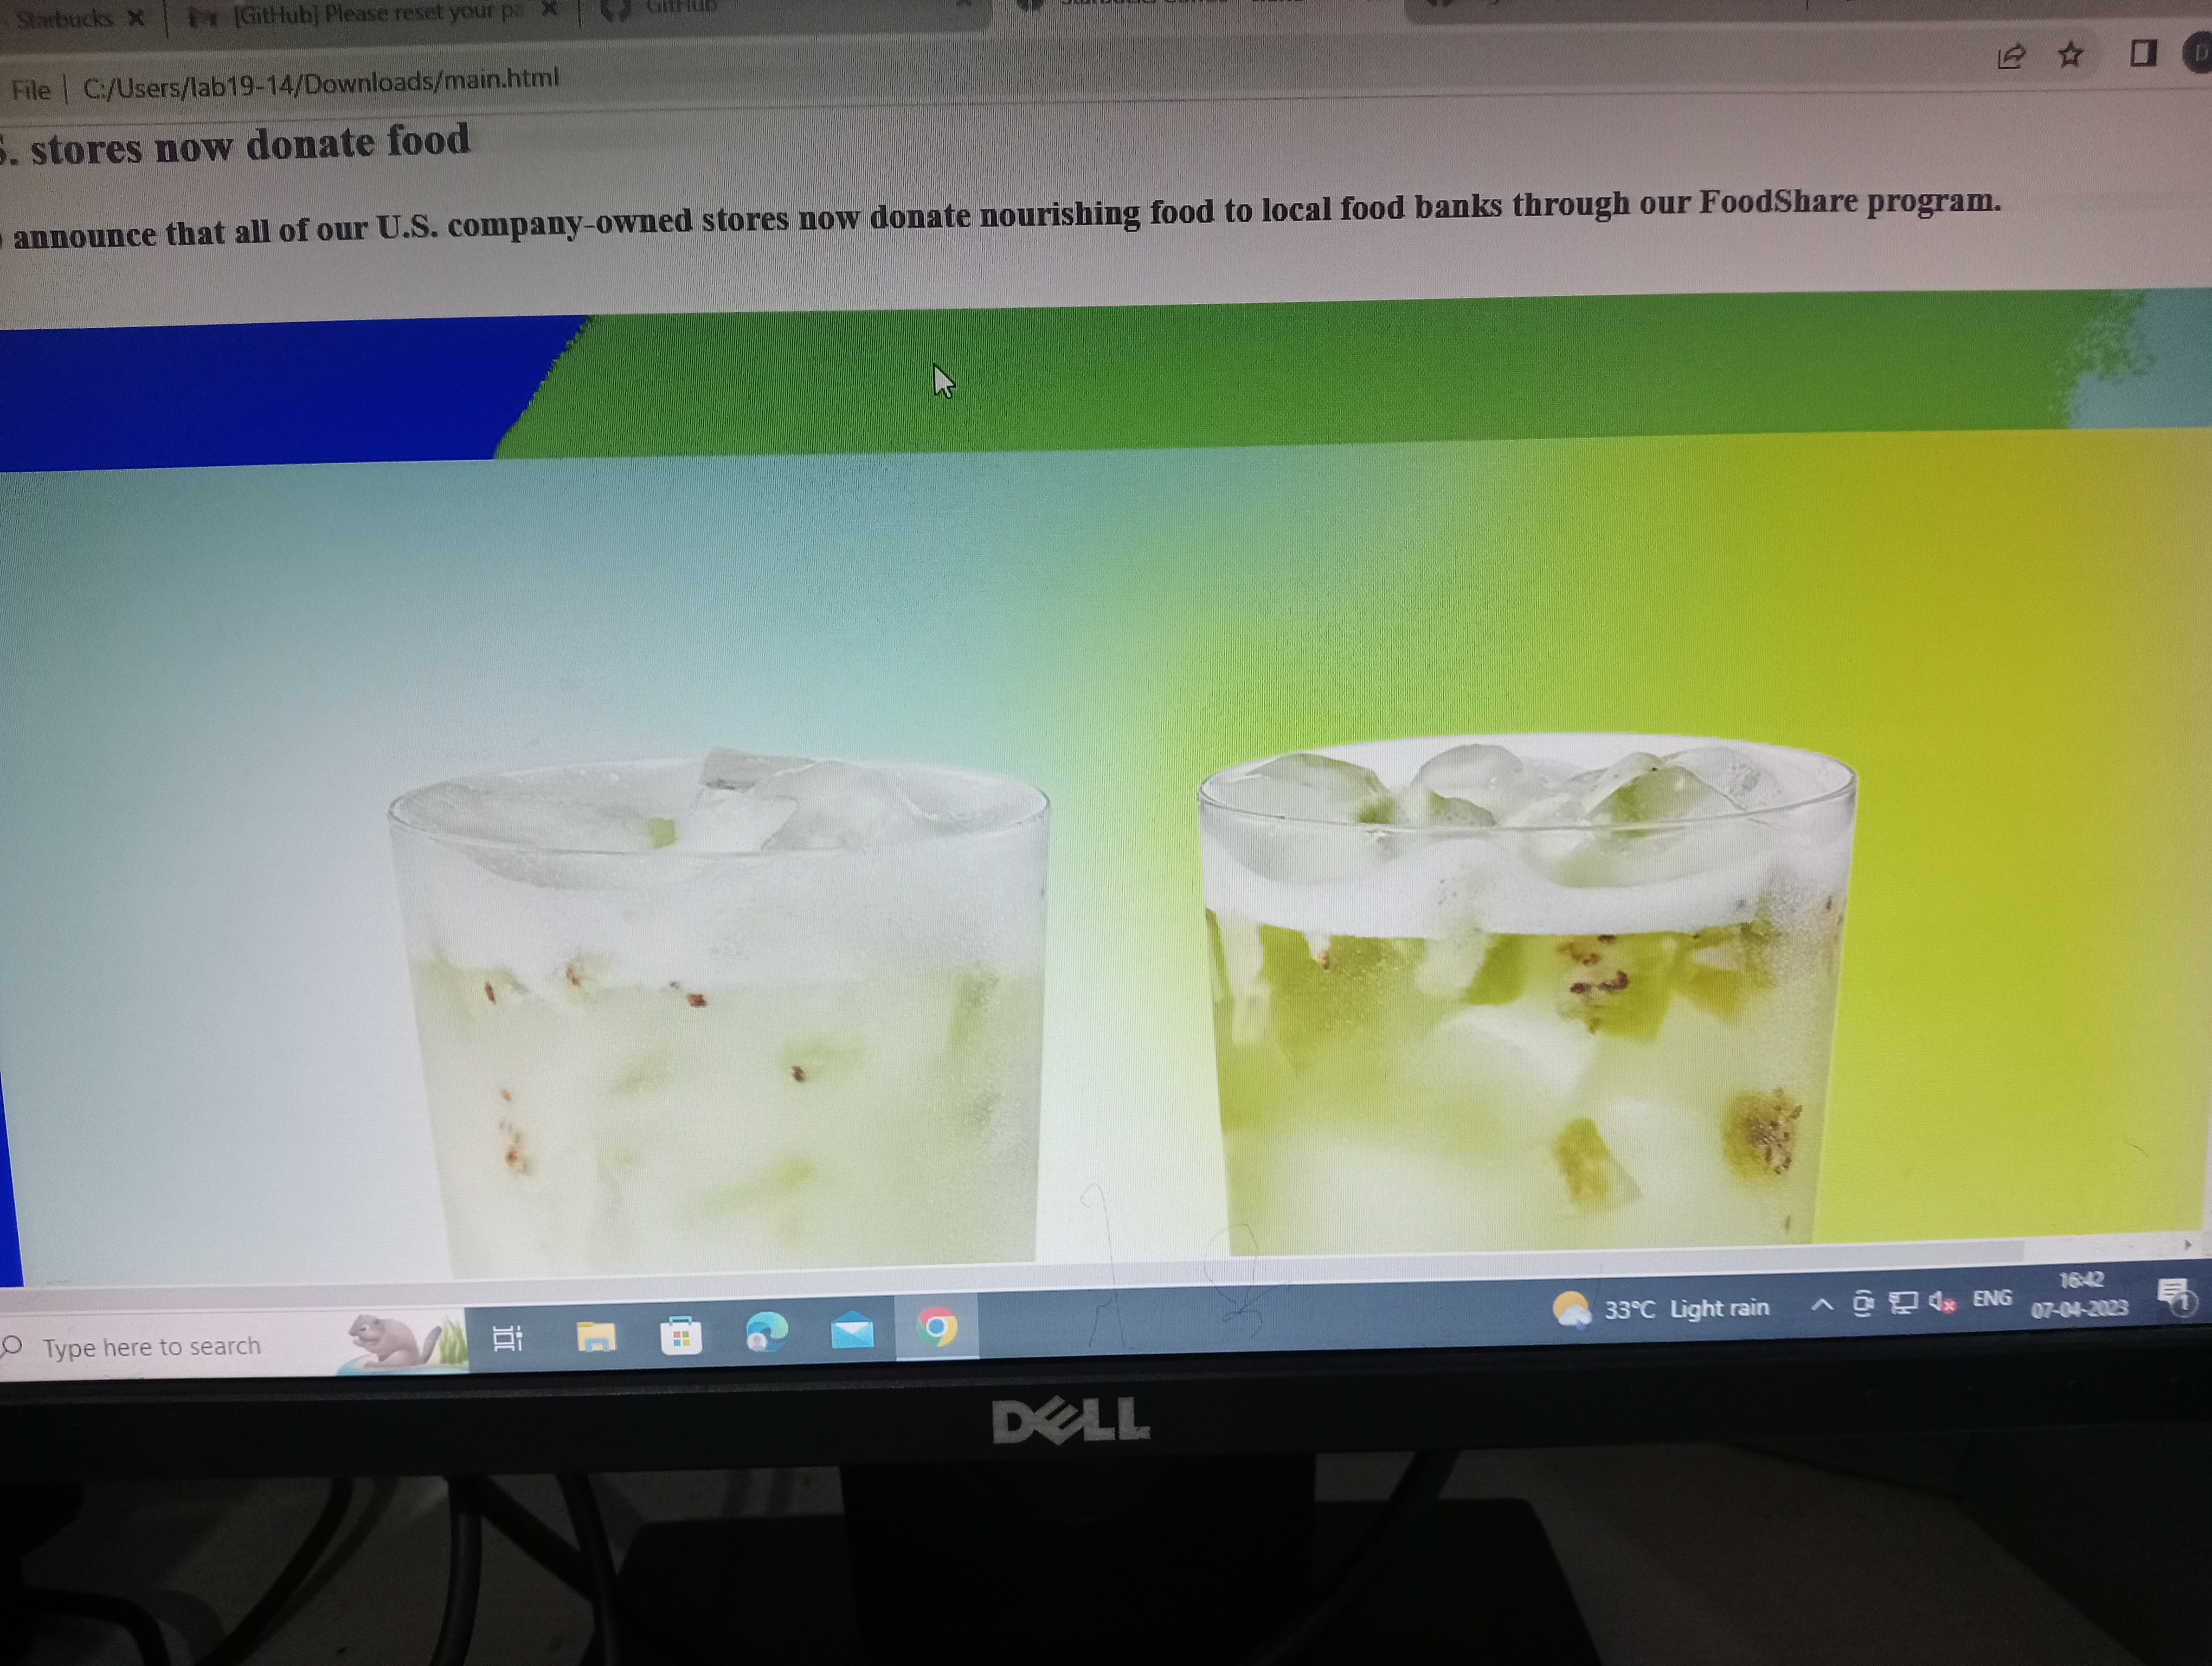 Starbucks
[GitHub] Please reset your pa
GitHub
File | C:/Users/lab19-14/Downloads/main.html
S. stores now donate food
announce that all of our U.S. company-owned stores now donate nourishing food to local food banks through our FoodShare program.
Type here to search
33°C Light rain
ENG
16:42
07-04-2023
1
DELL